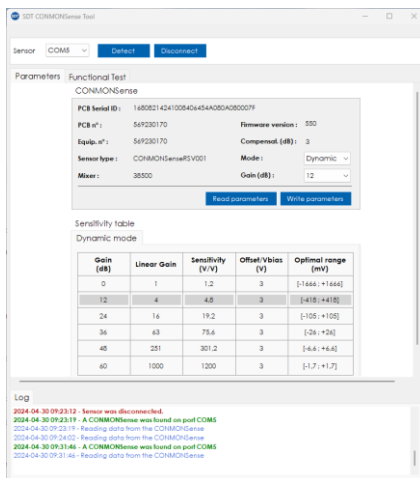 SDT CONMONSense Tool
Sensor COM5 Detect Disconnect
Parameters Functional Test
CONMONSense
PCB Serial ID : 16808214241008406454A080A080007F
PCB n° : 569230170 Firmware version : 550
Equip. n° : 569230170 Compensat. (dB) : 3
Sensor type : CONMONSenseRSV001 Mode : Dynamic
Mixer : 38500 Gain (dB) : 12
Read parameters Write parameters
Sensitivity table
Dynamic mode
Gain (dB) Linear Gain Sensitivity (V/V) Offset/Vbias (V) Optimal range (mV)
0 1 1,2 3 [-1666 ; +1666]
12 4 4,8 3 [-418 ; +418]
24 16 19,2 3 [-105 ; +105]
36 63 75,6 3 [-26 ; +26]
48 251 301,2 3 [-6,6 ; +6,6]
60 1000 1200 3 [-1,7 ; +1,7]
Log
2024-04-30 09:23:12 - Sensor was disconnected.
2024-04-30 09:23:19 - A CONMONSense was found on port COM5
2024-04-30 09:23:19 - Reading data from the CONMONSense
2024-04-30 09:24:02 - Reading data from the CONMONSense
2024-04-30 09:31:46 - A CONMONSense was found on port COM5
2024-04-30 09:31:46 - Reading data from the CONMONSense